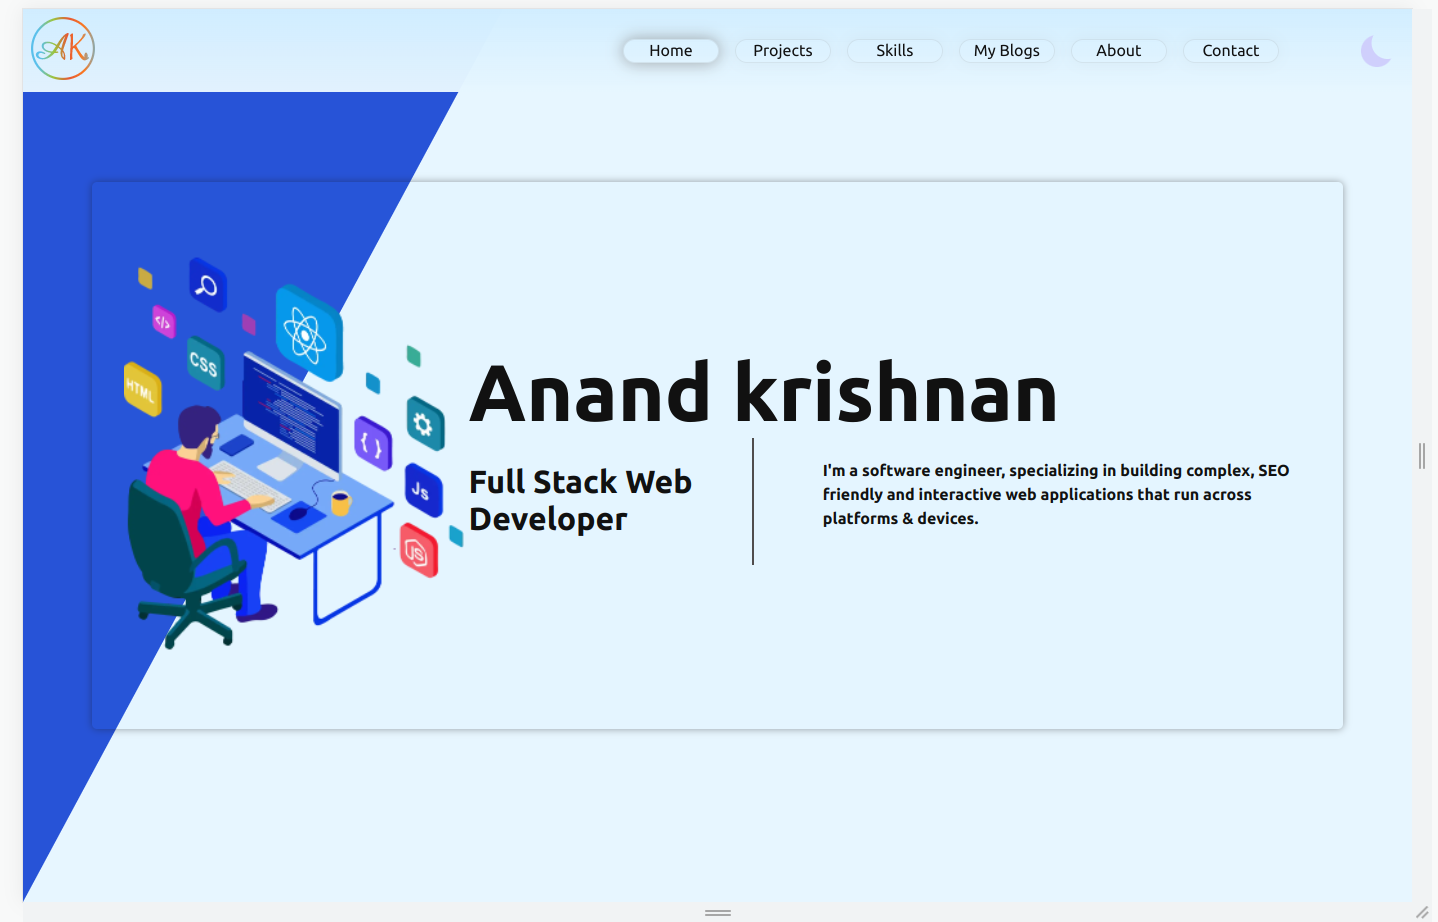 AK
Home Projects Skills My Blogs About Contact
</>
CSS
HTML
{ }
Js
JS
Anand krishnan
Full Stack Web
Developer
I'm a software engineer, specializing in building complex, SEO
friendly and interactive web applications that run across
platforms & devices.